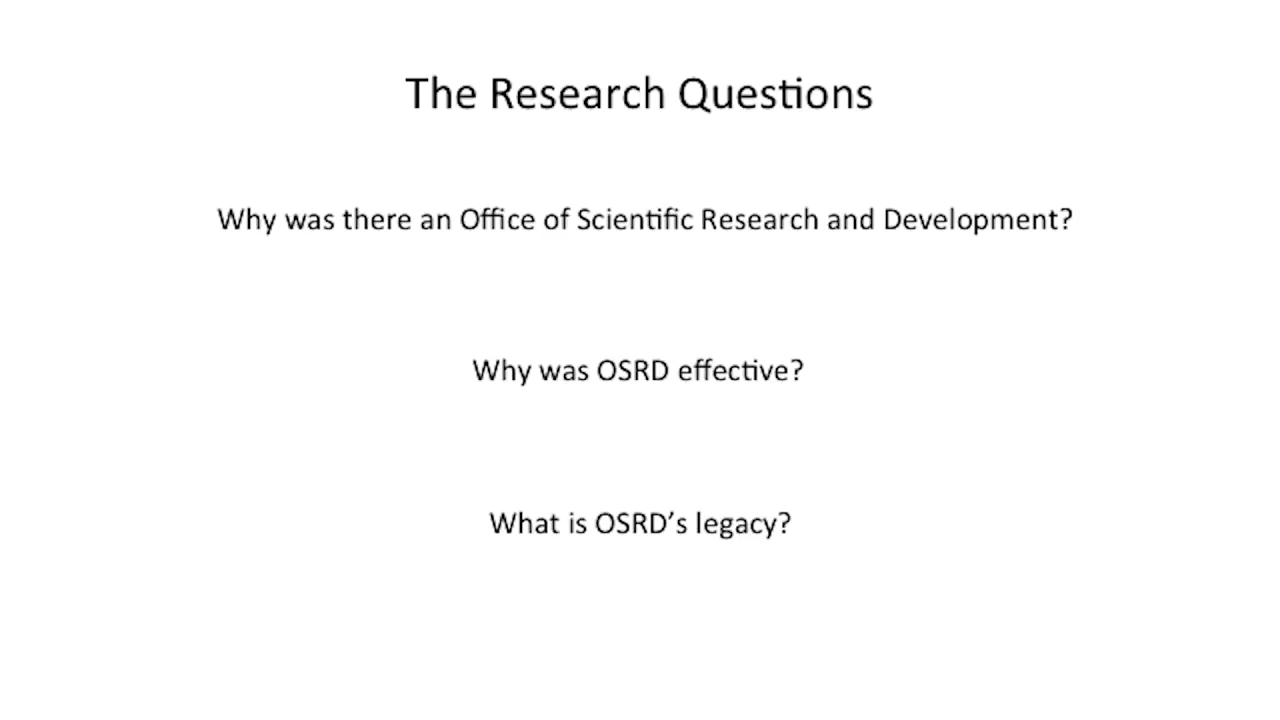 The Research Questions
Why was there an Office of Scientific Research and Development?
Why was OSRD effective?
What is OSRD’s legacy?